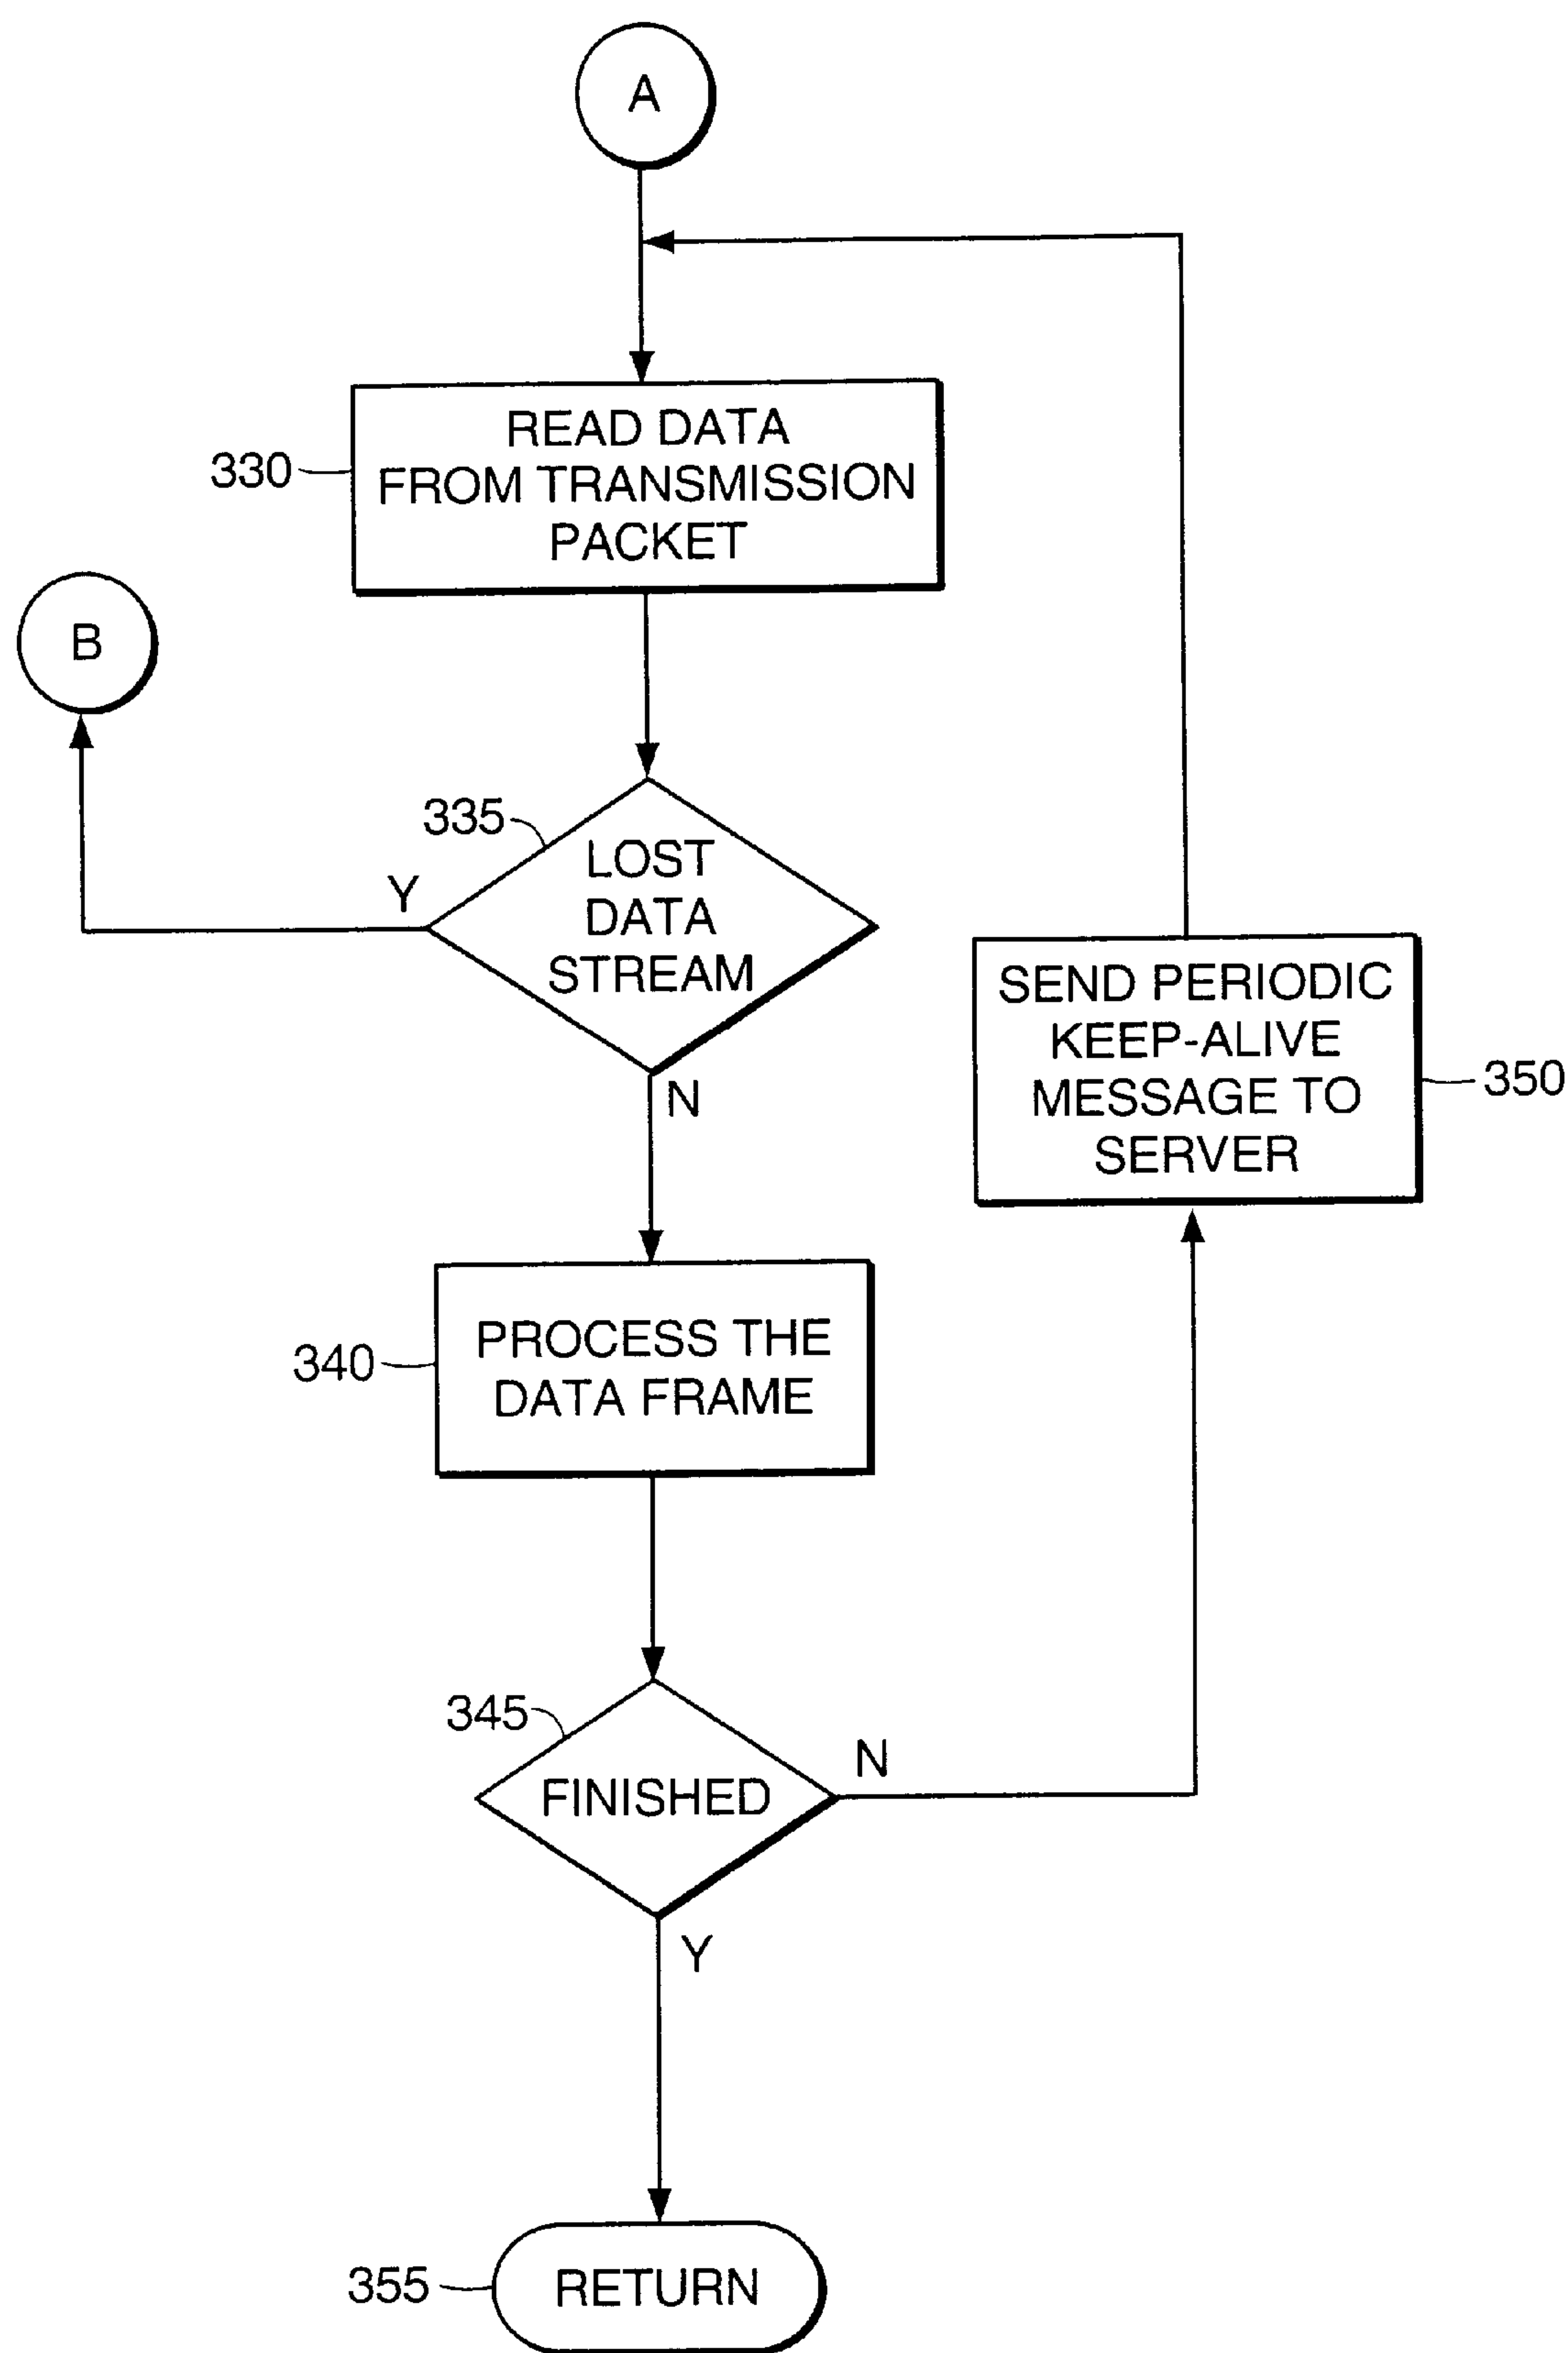 A
READ DATA
FROM TRANSMISSION
PACKET
330
B
335
LOST
DATA
STREAM
Y
N
SEND PERIODIC
KEEP-ALIVE
MESSAGE TO
SERVER
350
PROCESS THE
DATA FRAME
340
345
FINISHED
N
Y
RETURN
355